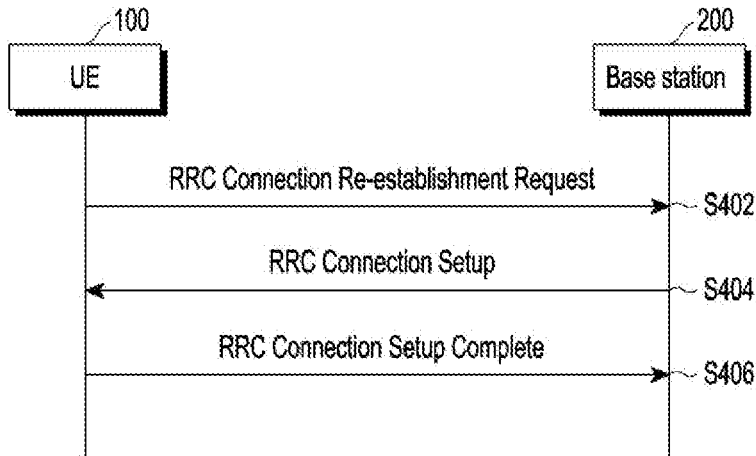 100
200
UE
Base station
RRC Connection Re-establishment Request
S402
RRC Connection Setup
S404
RRC Connection Setup Complete
S406